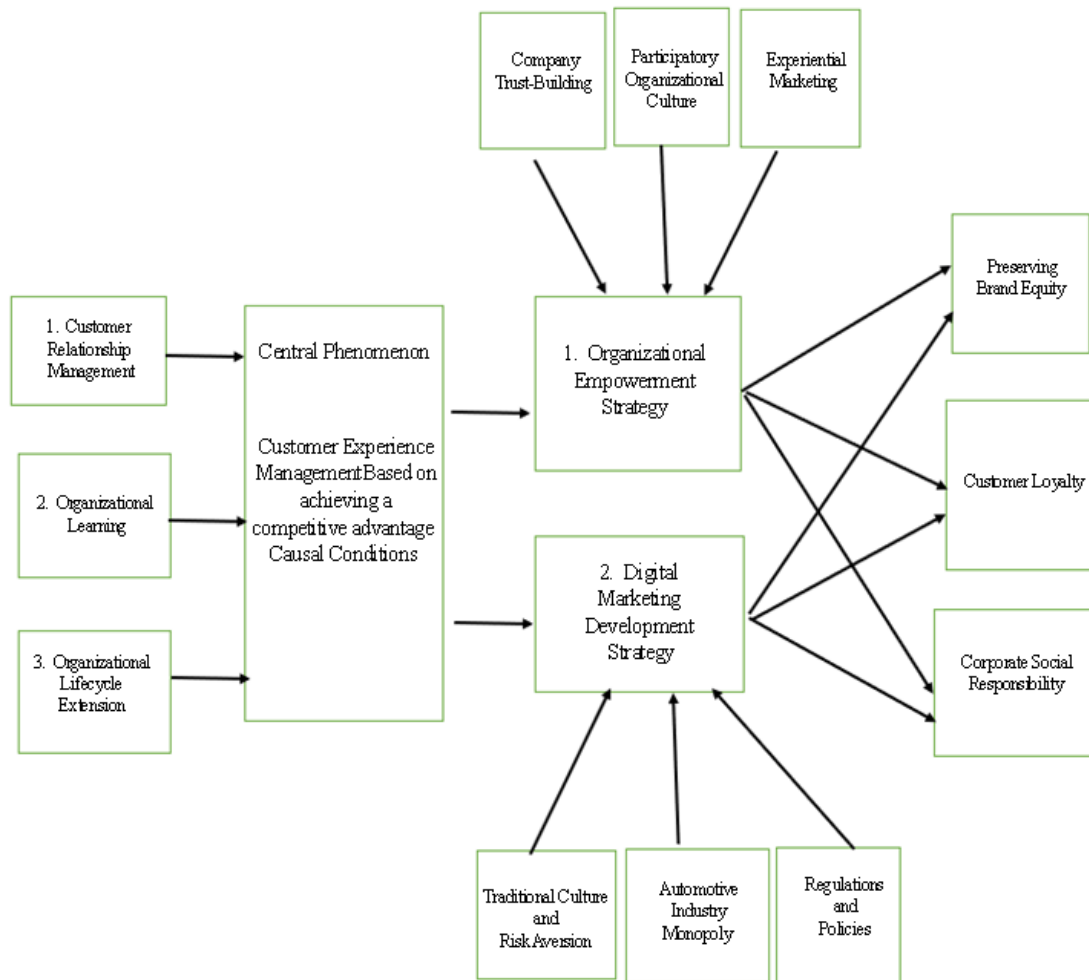 Company
Trust-Building
Participatory
Organizational
Culture
Experiential
Marketing
Preserving
Brand Equity
1. Customer
Relationship
Management
Central Phenomenon
Customer Experience
ManagementBased on
achieving a
competitive advantage
Causal Conditions
1. Organizational
Empowerment
Strategy
2. Organizational
Learning
Customer Loyalty
2. Digital
Marketing
Development
Strategy
3. Organizational
Lifecycle
Extension
Corporate Social
Responsibility
Traditional Culture
and
Risk Aversion
Automotive
Industry
Monopoly
Regulations
and
Policies